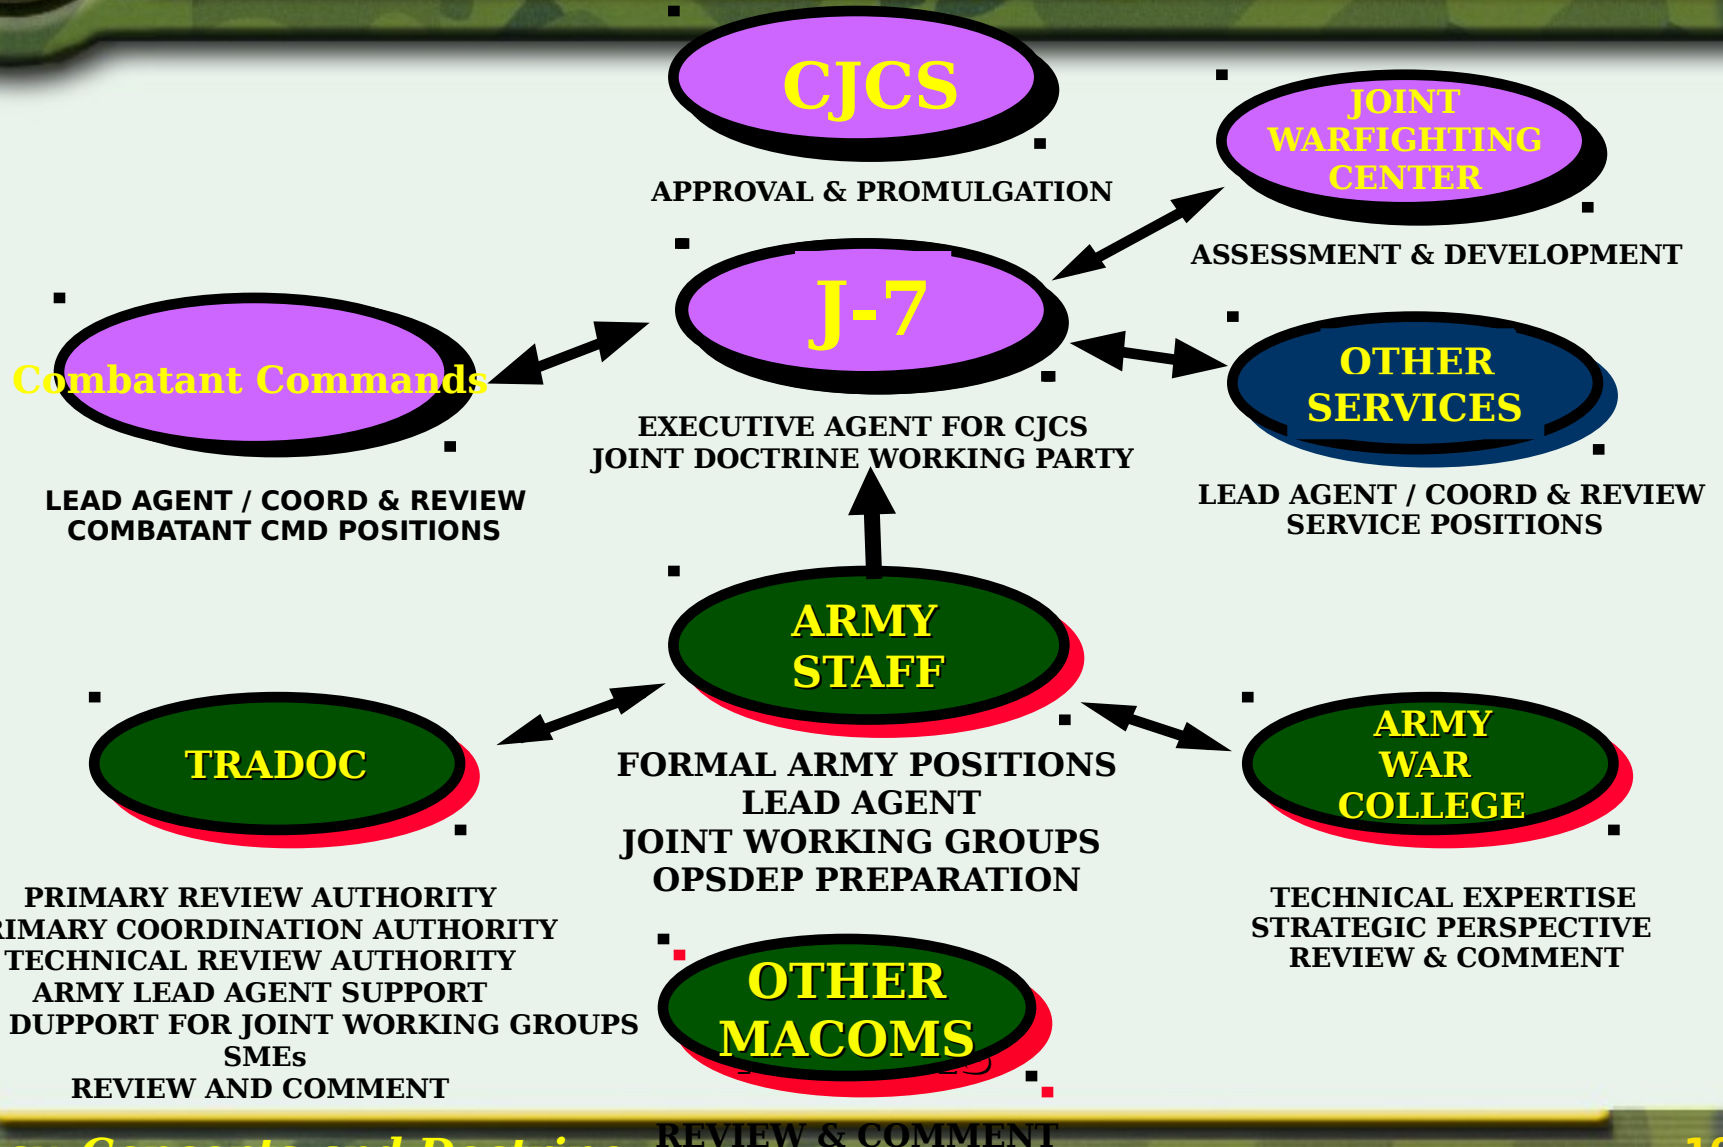 CJCS
APPROVAL & PROMULGATION
JOINT
WARFIGHTING
CENTER
ASSESSMENT & DEVELOPMENT
J-7
EXECUTIVE AGENT FOR CJCS
JOINT DOCTRINE WORKING PARTY
Combatant Commands
LEAD AGENT / COORD & REVIEW
COMBATANT CMD POSITIONS
OTHER
SERVICES
LEAD AGENT / COORD & REVIEW
SERVICE POSITIONS
ARMY
STAFF
FORMAL ARMY POSITIONS
LEAD AGENT
JOINT WORKING GROUPS
OPSDEP PREPARATION
TRADOC
PRIMARY REVIEW AUTHORITY
RIMARY COORDINATION AUTHORITY
TECHNICAL REVIEW AUTHORITY
ARMY LEAD AGENT SUPPORT
DUPPORT FOR JOINT WORKING GROUPS
SMEs
REVIEW AND COMMENT
ARMY
WAR
COLLEGE
TECHNICAL EXPERTISE
STRATEGIC PERSPECTIVE
REVIEW & COMMENT
OTHER
MACOMS
REVIEW & COMMENT
Concepts and Doctrine